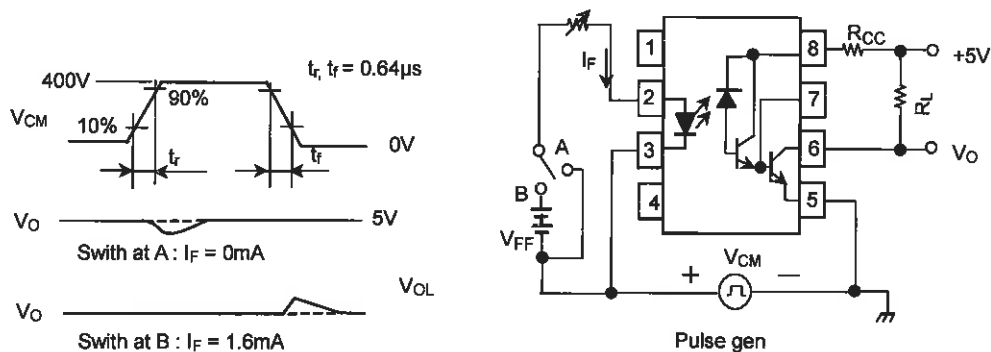 400V
t_r, t_f = 0.64μs
90%
V_CM
10%
0V
t_r
t_f
V_O
5V
Swith at A : I_F = 0mA
V_OL
V_O
Swith at B : I_F = 1.6mA
I_F
1
2
3
4
8
7
6
5
R_CC
+5V
R_L
V_O
A
B
V_FF
V_CM
+
−
Pulse gen